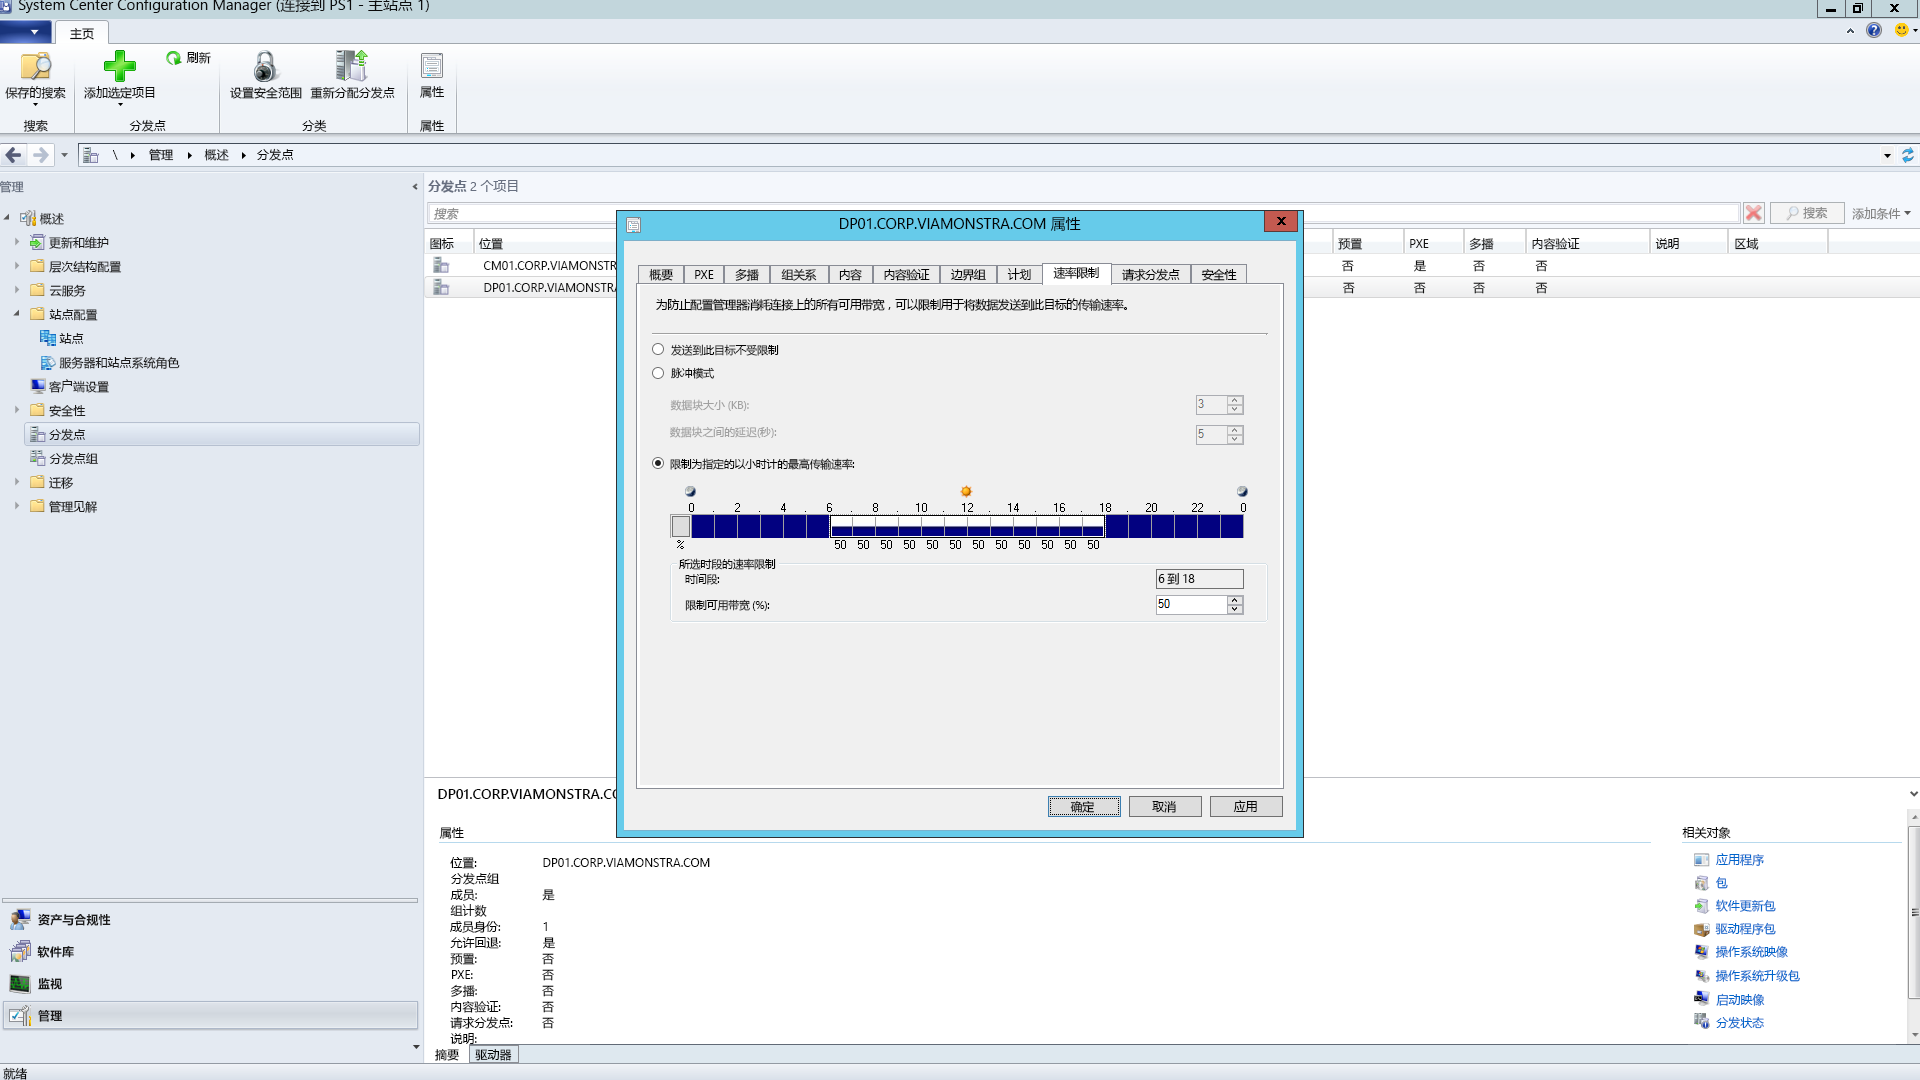 System Center Configuration Manager (连接到 PS1 - 主站点 1)
主页
保存的搜索
添加选定项目
刷新
设置安全范围
重新分配分发点
属性
搜索
分发点
分类
属性
\ 管理 概述 分发点
管理
概述
更新和维护
层次结构配置
云服务
站点配置
站点
服务器和站点系统角色
客户端设置
安全性
分发点
分发点组
迁移
管理见解
资产与合规性
软件库
监视
管理
就绪
分发点 2 个项目
搜索
搜索
添加条件
图标 位置 预置 PXE 多播 内容验证 说明 区域
CM01.CORP.VIAMONSTR 否 是 否 否
DP01.CORP.VIAMONSTRA 否 否 否 否
DP01.CORP.VIAMONSTRA.COM 属性
x
概要 PXE 多播 组关系 内容 内容验证 边界组 计划 速率限制 请求分发点 安全性
为防止配置管理器消耗连接上的所有可用带宽，可以限制用于将数据发送到此目标的传输速率。
发送到此目标不受限制
脉冲模式
数据块大小 (KB): 3
数据块之间的延迟(秒): 5
限制为指定的以小时计的最高传输速率:
0 . 2 . 4 . 6 . 8 . 10 . 12 . 14 . 16 . 18 . 20 . 22 . 0
% 50 50 50 50 50 50 50 50 50 50 50 50
所选时段的速率限制
时间段: 6 到 18
限制可用带宽 (%): 50
确定 取消 应用
DP01.CORP.VIAMONSTRA.CO
属性
位置: DP01.CORP.VIAMONSTRA.COM
分发点组
成员: 是
组计数
成员身份: 1
允许回退: 是
预置: 否
PXE: 否
多播: 否
内容验证: 否
请求分发点: 否
说明:
摘要 驱动器
相关对象
应用程序
包
软件更新包
驱动程序包
操作系统映像
操作系统升级包
启动映像
分发状态